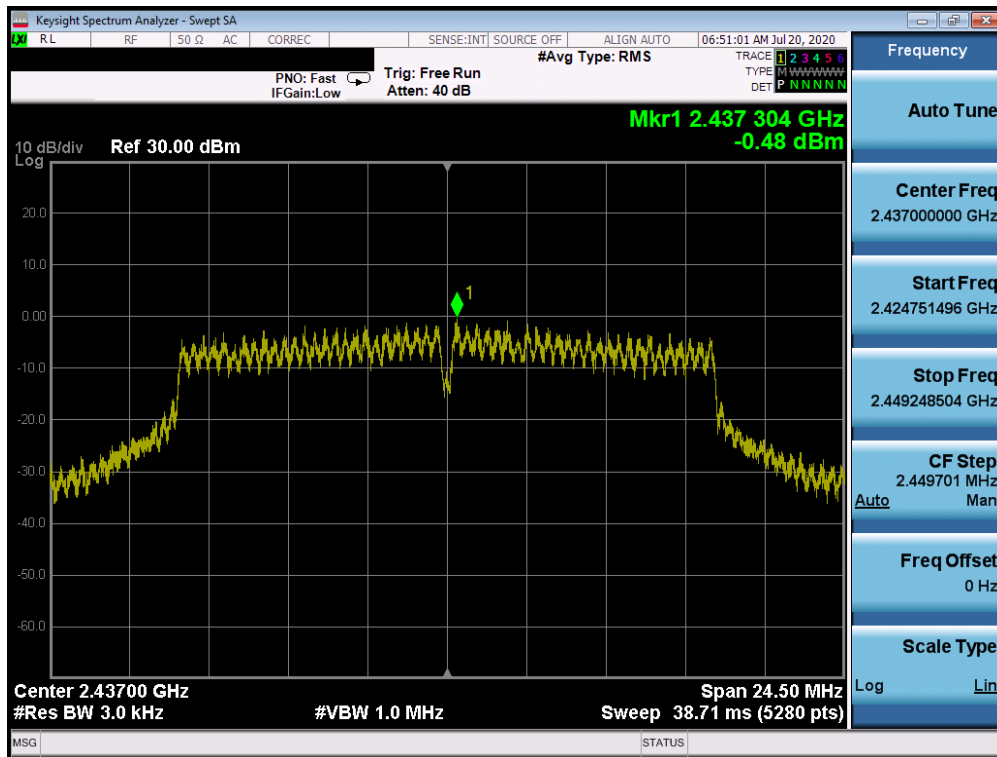 Keysight Spectrum Analyzer - Swept SA
LXI RL RF 50 Ω AC CORREC SENSE:INT SOURCE OFF ALIGN AUTO 06:51:01 AM Jul 20, 2020
#Avg Type: RMS
TRACE 1 2 3 4 5 6
PNO: Fast Trig: Free Run TYPE M WWWWW
IFGain:Low Atten: 40 dB DET P N N N N N
Mkr1 2.437 304 GHz
-0.48 dBm
10 dB/div Ref 30.00 dBm
Log
20.0
10.0
0.00
1
-10.0
-20.0
-30.0
-40.0
-50.0
-60.0
Center 2.43700 GHz Span 24.50 MHz
#Res BW 3.0 kHz #VBW 1.0 MHz Sweep 38.71 ms (5280 pts)
MSG STATUS
Frequency
Auto Tune
Center Freq
2.437000000 GHz
Start Freq
2.424751496 GHz
Stop Freq
2.449248504 GHz
CF Step
2.449701 MHz
Auto Man
Freq Offset
0 Hz
Scale Type
Log Lin